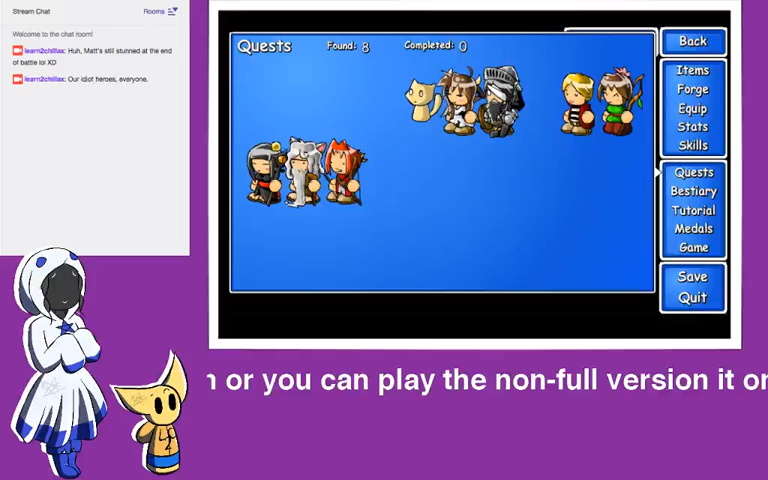 Stream Chat
Rooms
Welcome to the chat room!
learn2chillax: Huh, Matt's still stunned at the end
of battle lol XD
learn2chillax: Our idiot heroes, everyone.
Quests
Found: 8
Completed: 0
Back
Items
Forge
Equip
Stats
Skills
Quests
Bestiary
Tutorial
Medals
Game
Save
Quit
or you can play the non-full version it